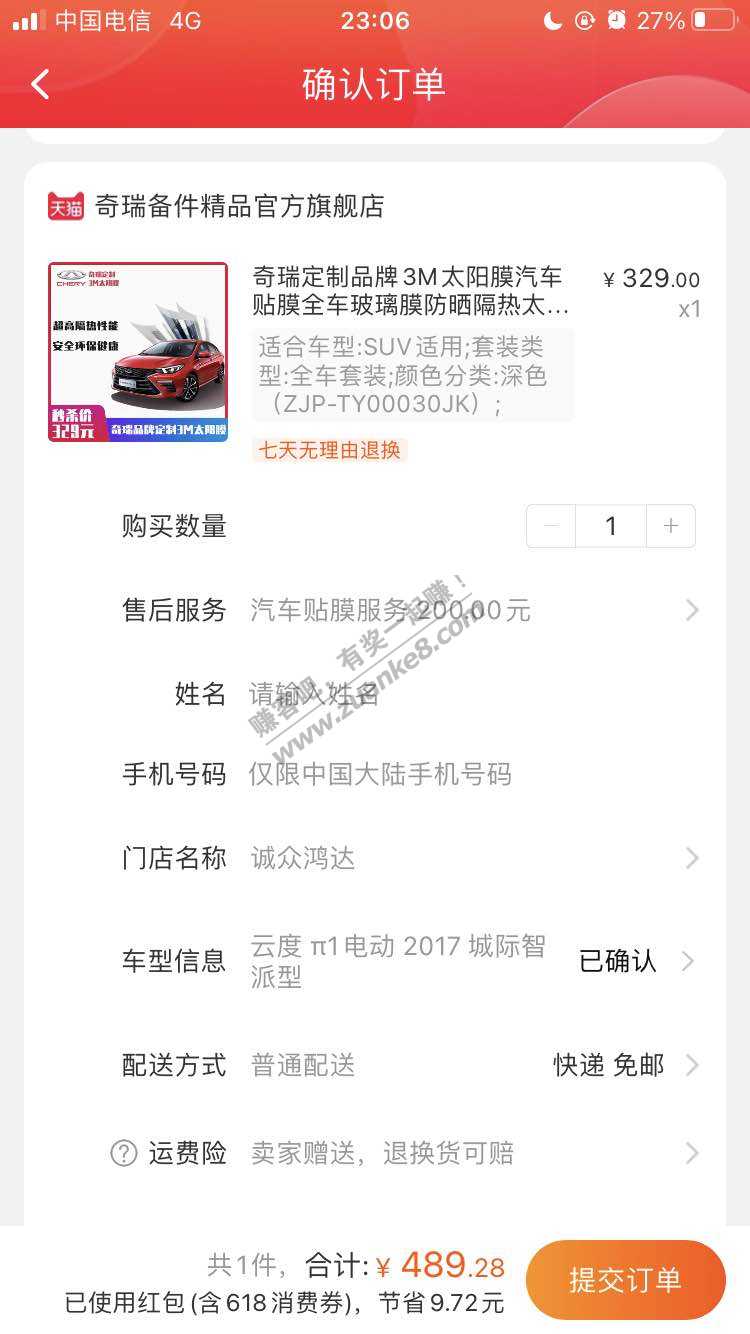 中国电信 4G 23:06 27%
确认订单
天猫 奇瑞备件精品官方旗舰店
CHERY 奇瑞定制 3M太阳膜
超高隔热性能
安全环保健康
秒杀价
329元
奇瑞品牌定制3M太阳膜
奇瑞定制品牌3M太阳膜汽车 ¥ 329.00
贴膜全车玻璃膜防晒隔热太… x1
适合车型:SUV适用;套装类
型:全车套装;颜色分类:深色
（ZJP-TY00030JK）;
七天无理由退换
购买数量 1
售后服务 汽车贴膜服务 200.00元
姓名 请输入姓名
赚客吧，有奖一起赚！
www.zuanke8.com
手机号码 仅限中国大陆手机号码
门店名称 诚众鸿达
车型信息 云度 π1电动 2017 城际智
派型 已确认
配送方式 普通配送 快递 免邮
? 运费险 卖家赠送，退换货可赔
共1件， 合计:¥ 489.28
已使用红包(含618消费券)，节省9.72元
提交订单